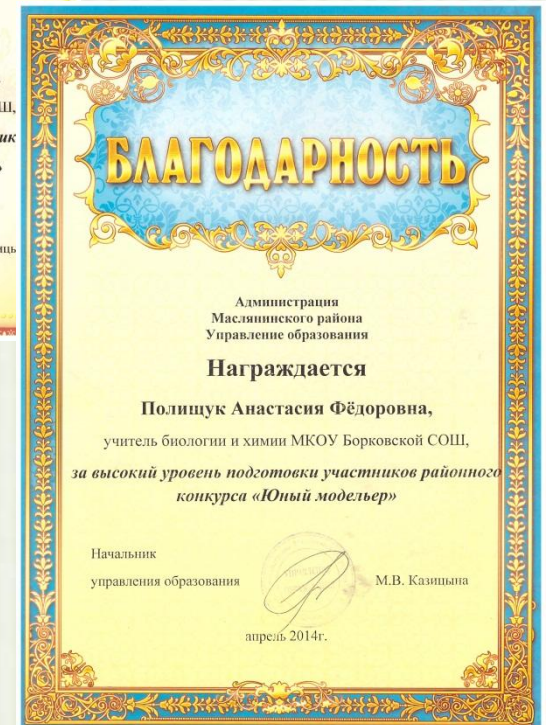 Ш,
ик
»
БЛАГОДАРНОСТЬ
Администрация
Маслянинского района
Управление образования
Награждается
Полищук Анастасия Фёдоровна,
учитель биологии и химии МКОУ Борковской СОШ,
за высокий уровень подготовки участников районного
конкурса «Юный модельер»
Начальник
управления образования М.В. Казицына
апрель 2014г.